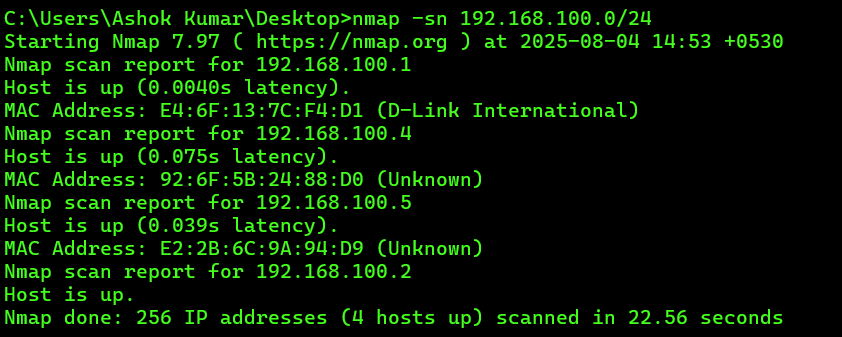 C:\Users\Ashok Kumar\Desktop>nmap -sn 192.168.100.0/24
Starting Nmap 7.97 ( https://nmap.org ) at 2025-08-04 14:53 +0530
Nmap scan report for 192.168.100.1
Host is up (0.0040s latency).
MAC Address: E4:6F:13:7C:F4:D1 (D-Link International)
Nmap scan report for 192.168.100.4
Host is up (0.075s latency).
MAC Address: 92:6F:5B:24:88:D0 (Unknown)
Nmap scan report for 192.168.100.5
Host is up (0.039s latency).
MAC Address: E2:2B:6C:9A:94:D9 (Unknown)
Nmap scan report for 192.168.100.2
Host is up.
Nmap done: 256 IP addresses (4 hosts up) scanned in 22.56 seconds